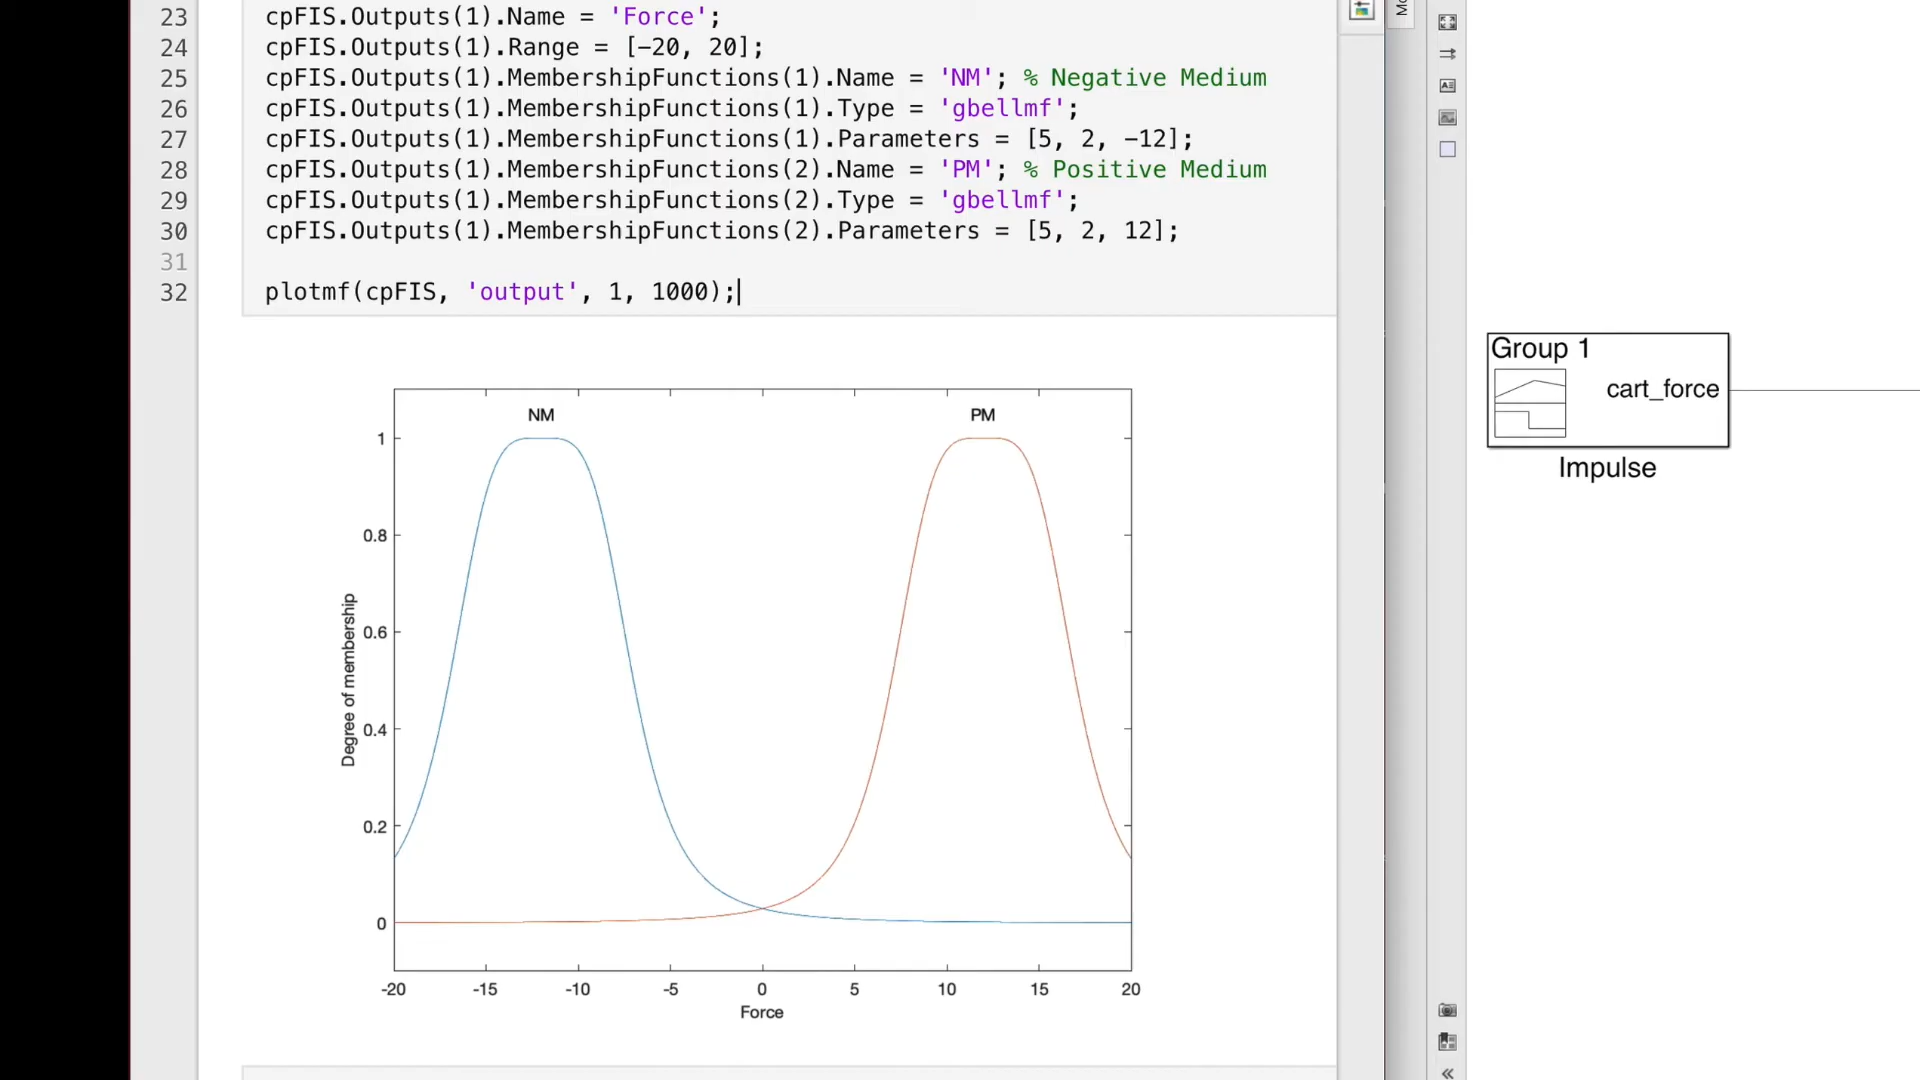 23 cpFIS.Outputs(1).Name = 'Force';
24 cpFIS.Outputs(1).Range = [-20, 20];
25 cpFIS.Outputs(1).MembershipFunctions(1).Name = 'NM'; % Negative Medium
26 cpFIS.Outputs(1).MembershipFunctions(1).Type = 'gbellmf';
27 cpFIS.Outputs(1).MembershipFunctions(1).Parameters = [5, 2, -12];
28 cpFIS.Outputs(1).MembershipFunctions(2).Name = 'PM'; % Positive Medium
29 cpFIS.Outputs(1).MembershipFunctions(2).Type = 'gbellmf';
30 cpFIS.Outputs(1).MembershipFunctions(2).Parameters = [5, 2, 12];
31
32 plotmf(cpFIS, 'output', 1, 1000);
NM PM
1
0.8
0.6
0.4
0.2
0
Degree of membership
-20 -15 -10 -5 0 5 10 15 20
Force
Group 1
cart_force
Impulse